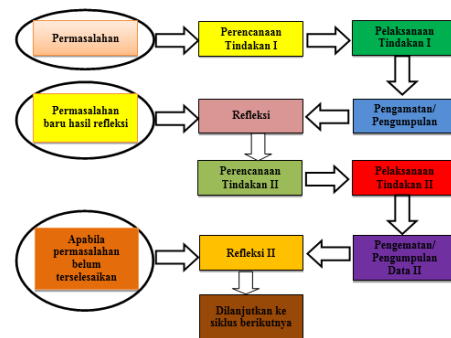 Permasalahan
Perencanaan
Tindakan I
Pelaksanaan
Tindakan I
Permasalahan
baru hasil refleksi
Refleksi
Pengamatan/
Pengumpulan
Perencanaan
Tindakan II
Pelaksanaan
Tindakan II
Apabila
permasalahan
belum
terselesaikan
Refleksi II
Pengematan/
Pengumpulan
Data II
Dilanjutkan ke
siklus berikutnya